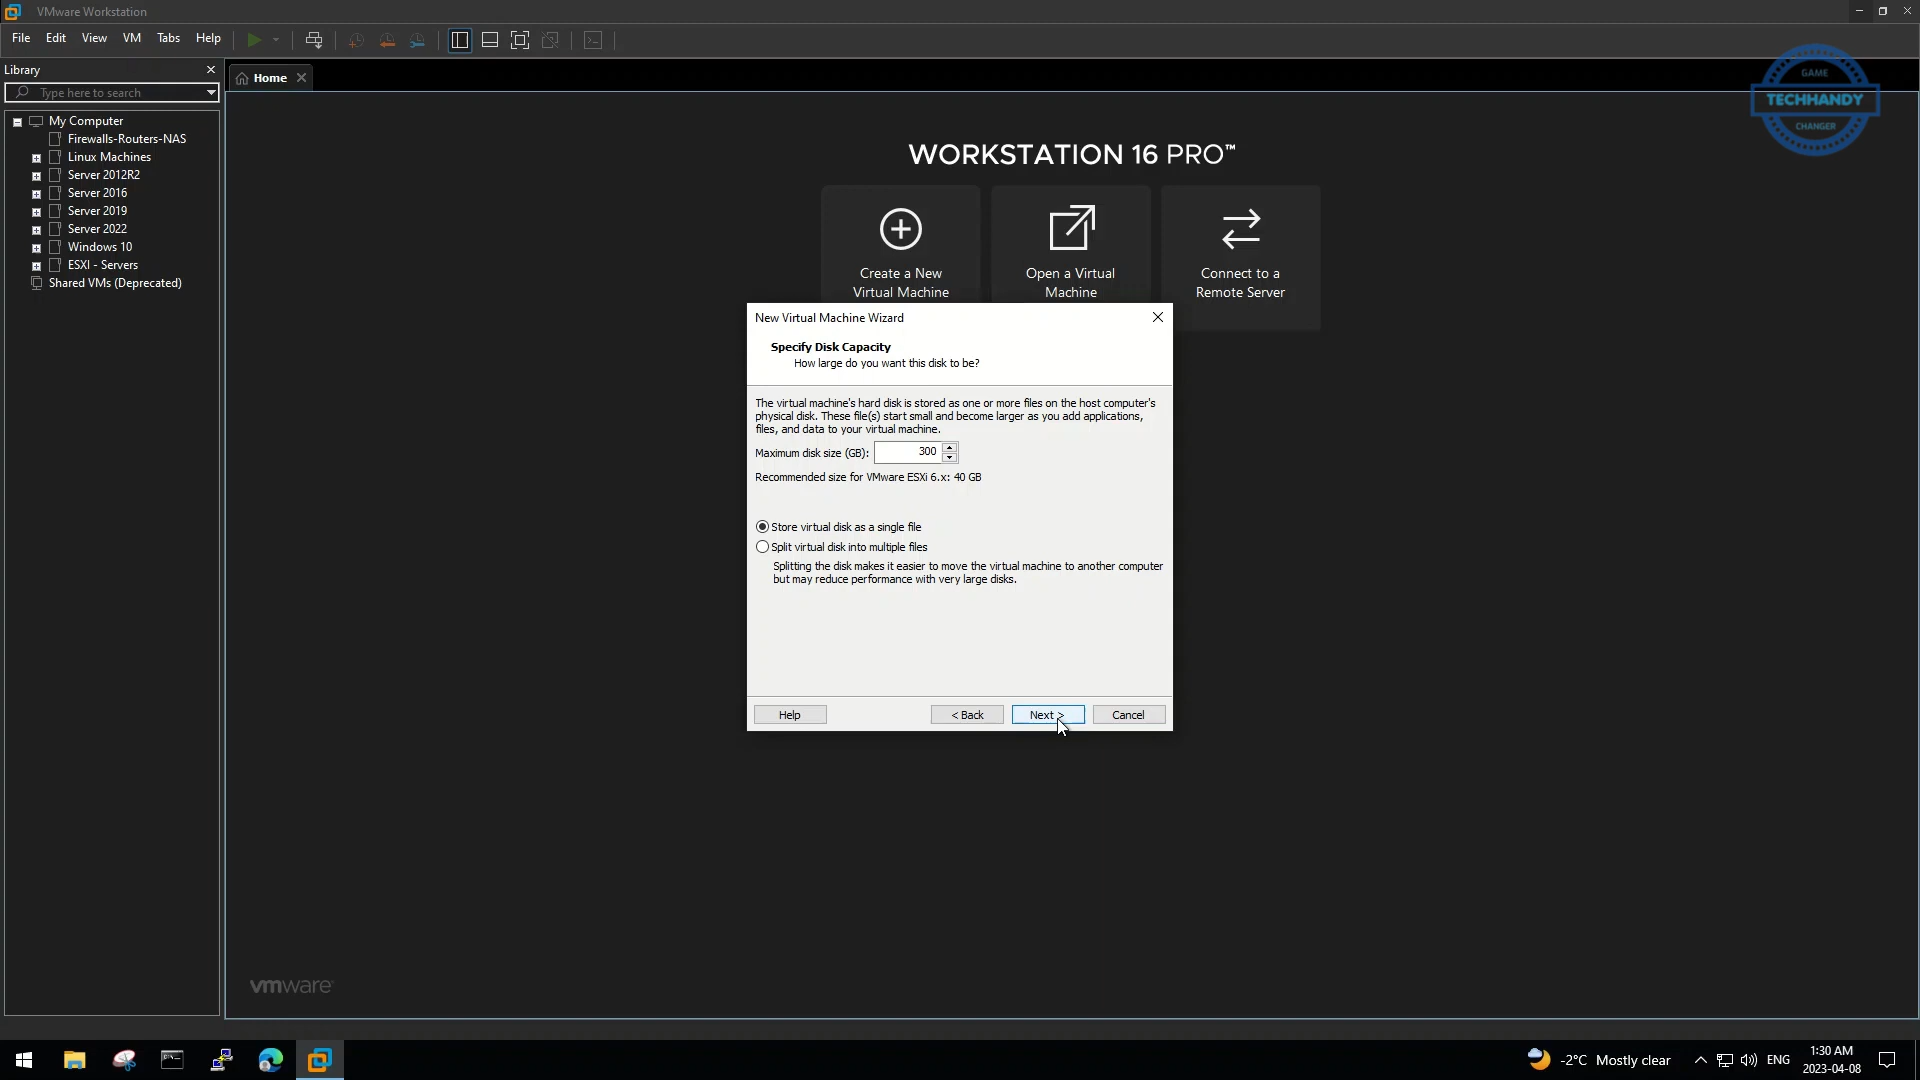 VMware Workstation
File Edit View VM Tabs Help
Library
Type here to search
My Computer
Firewalls-Routers-NAS
Linux Machines
Server 2012R2
Server 2016
Server 2019
Server 2022
Windows 10
ESXI - Servers
Shared VMs (Deprecated)
Home
GAME
TECHHANDY
CHANGER
WORKSTATION 16 PRO™
Create a New
Virtual Machine
Open a Virtual
Machine
Connect to a
Remote Server
New Virtual Machine Wizard
Specify Disk Capacity
How large do you want this disk to be?
The virtual machine's hard disk is stored as one or more files on the host computer's
physical disk. These file(s) start small and become larger as you add applications,
files, and data to your virtual machine.
Maximum disk size (GB): 300
Recommended size for VMware ESXi 6.x: 40 GB
Store virtual disk as a single file
Split virtual disk into multiple files
Splitting the disk makes it easier to move the virtual machine to another computer
but may reduce performance with very large disks.
Help < Back Next > Cancel
vmware
-2°C Mostly clear
ENG
1:30 AM
2023-04-08